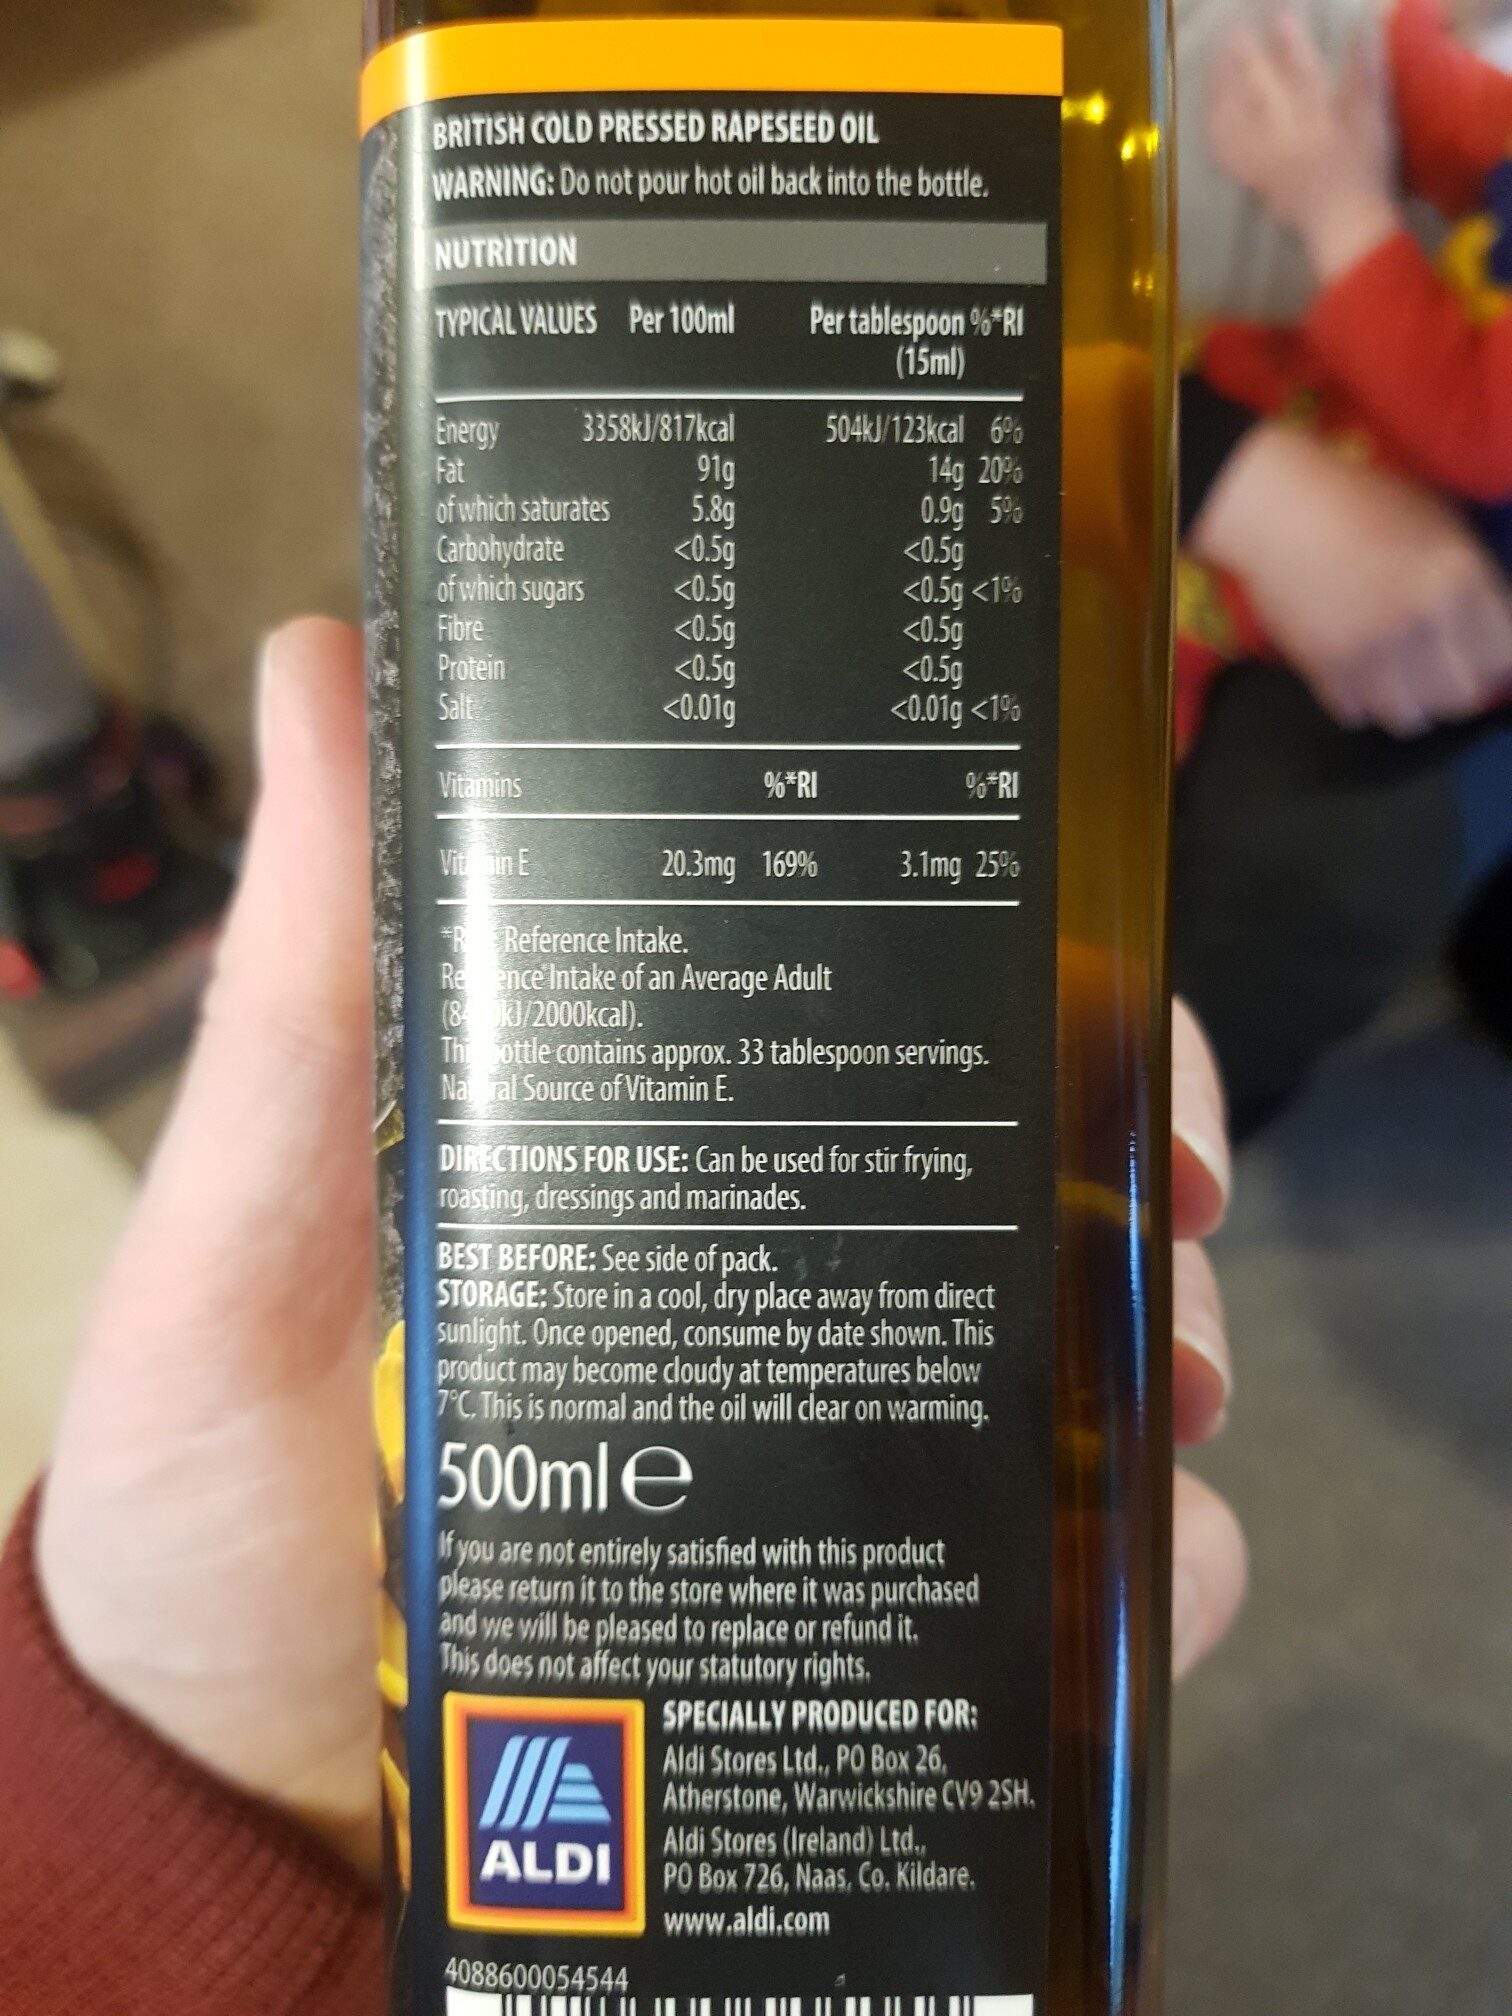 BRITISH COLD PRESSED RAPESEED OIL
WARNING: Do not pour hot oil back into the bottle.
NUTRITION
TYPICAL VALUES Per 100ml Per tablespoon %*RI
(15ml)
Energy 3358kJ/817kcal 504kJ/123kcal 6%
Fat 91g 14g 20%
of which saturates 5.8g 0.9g 5%
Carbohydrate <0.5g <0.5g
of which sugars <0.5g <0.5g <1%
Fibre <0.5g <0.5g
Protein <0.5g <0.5g
Salt <0.01g <0.01g <1%
Vitamins %*RI %*RI
Vitamin E 20.3mg 169% 3.1mg 25%
Reference Intake.
Reference Intake of an Average Adult
kJ/2000kcal).
This bottle contains approx. 33 tablespoon servings.
Natural Source of Vitamin E.
DIRECTIONS FOR USE: Can be used for stir frying,
roasting, dressings and marinades.
BEST BEFORE: See side of pack.
STORAGE: Store in a cool, dry place away from direct
sunlight. Once opened, consume by date shown. This
product may become cloudy at temperatures below
7°C. This is normal and the oil will clear on warming.
500ml e
If you are not entirely satisfied with this product
please return it to the store where it was purchased
and we will be pleased to replace or refund it.
This does not affect your statutory rights.
ALDI
SPECIALLY PRODUCED FOR:
Aldi Stores Ltd., PO Box 26,
Atherstone, Warwickshire CV9 2SH.
Aldi Stores (Ireland) Ltd.,
PO Box 726, Naas, Co. Kildare.
www.aldi.com
4088600054544